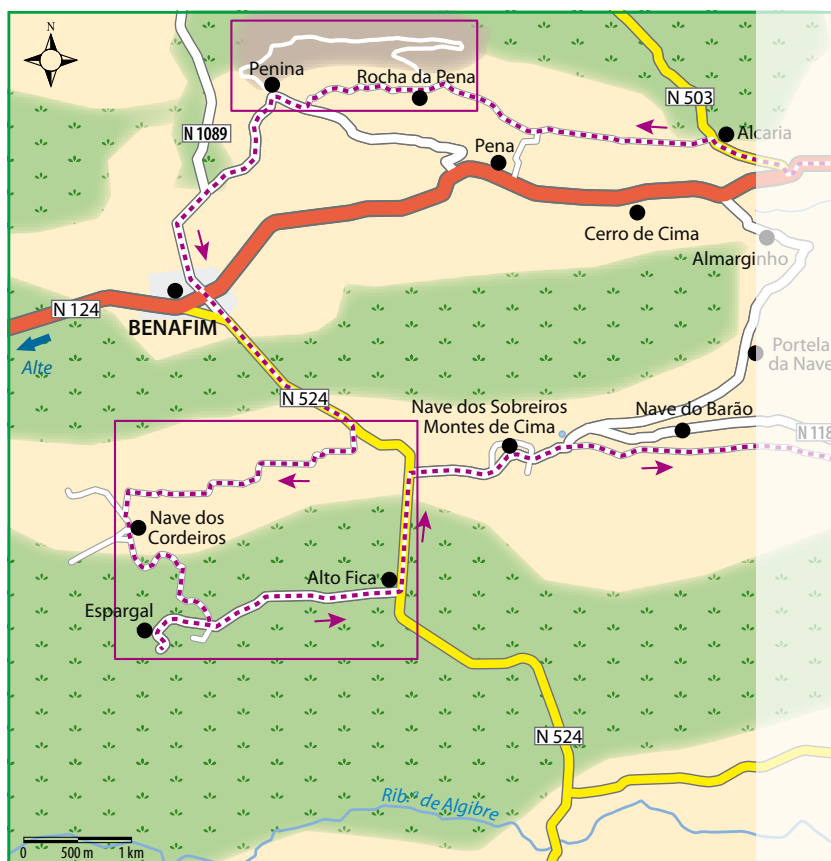 N
Penina
Rocha da Pena
N 503
N 1089
Alcaria
Pena
Cerro de Cima
Almarginho
N 124
BENAFIM
Alte
Portela
da Nave
N 524
Nave dos Sobreiros
Montes de Cima
Nave do Barão
N 118
Nave dos
Cordeiros
Alto Fica
Espargal
N 524
Rib.ª de Algibre
0 500 m 1 km